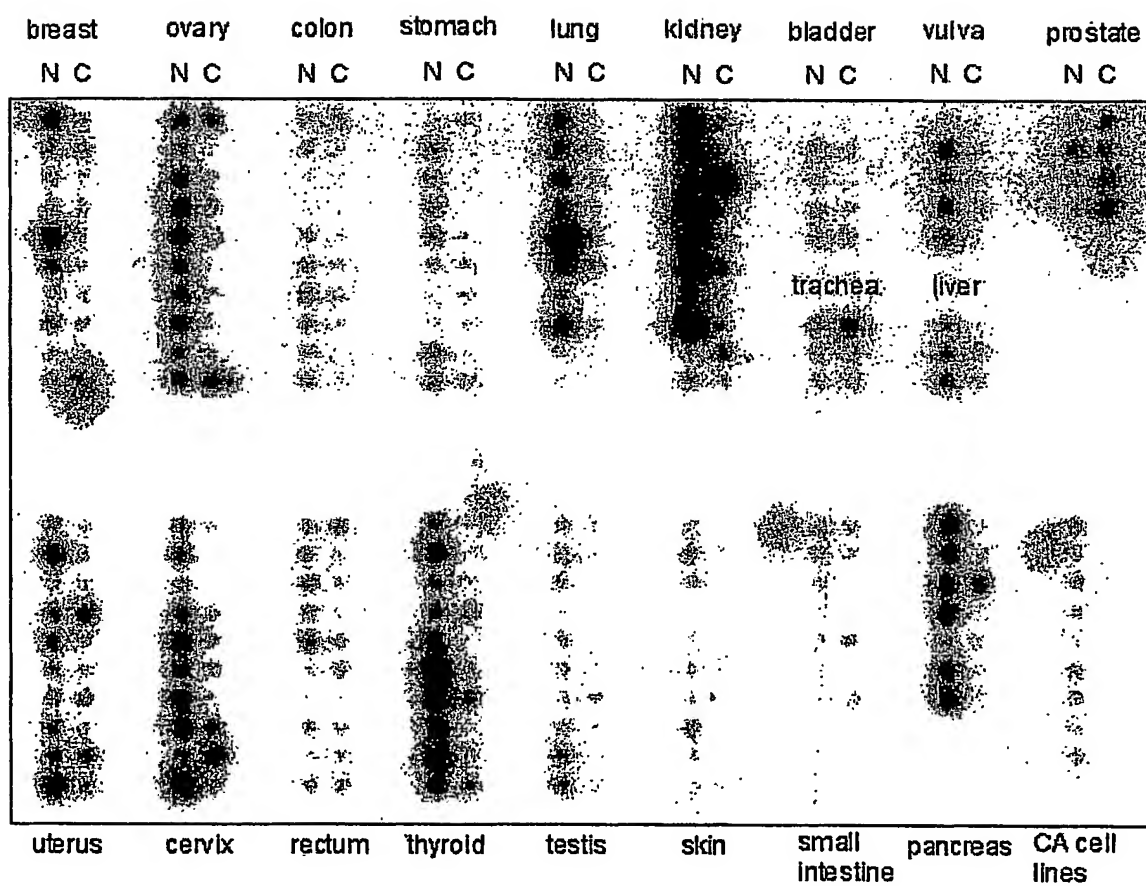 breast ovary colon stomach lung kidney bladder vulva prostate
N C N C N C N C N C N C N C N C N C
trachea liver
uterus cervix rectum thyroid testis skin small intestine pancreas CA cell lines